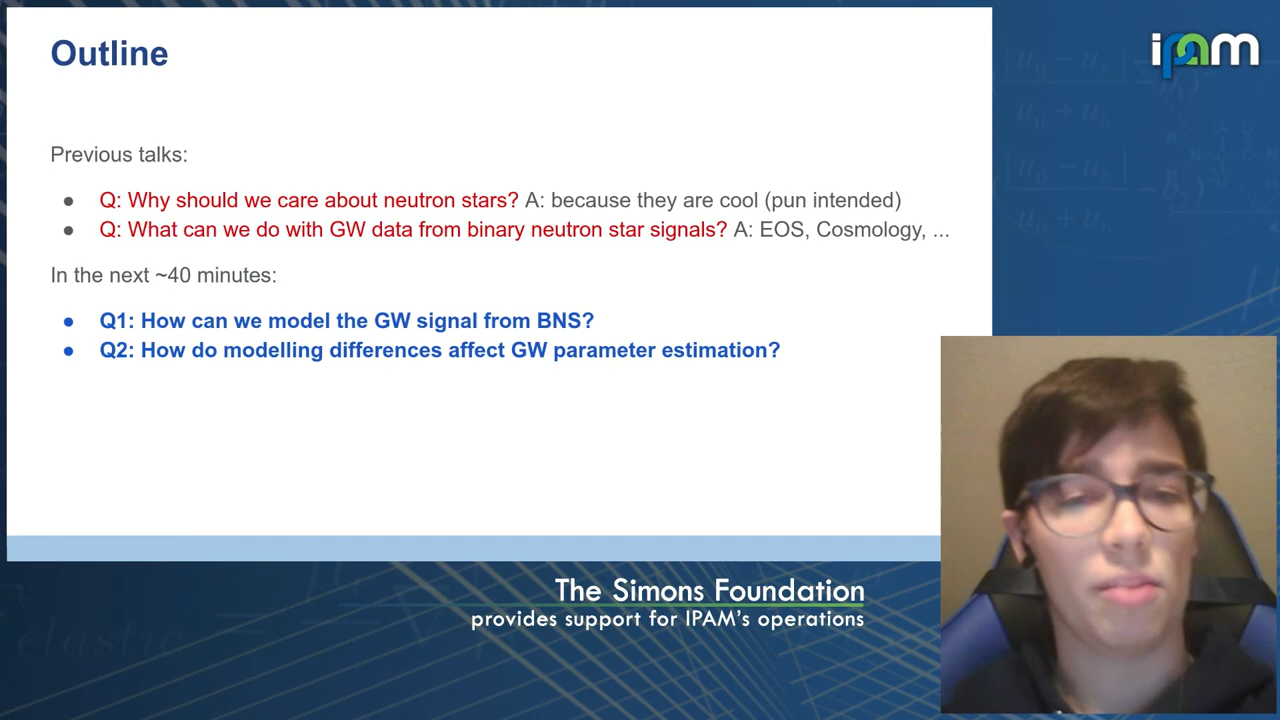 Outline
ipam
Previous talks:
● Q: Why should we care about neutron stars? A: because they are cool (pun intended)
● Q: What can we do with GW data from binary neutron star signals? A: EOS, Cosmology, ...
In the next ~40 minutes:
● Q1: How can we model the GW signal from BNS?
● Q2: How do modelling differences affect GW parameter estimation?
The Simons Foundation
provides support for IPAM's operations
elastic